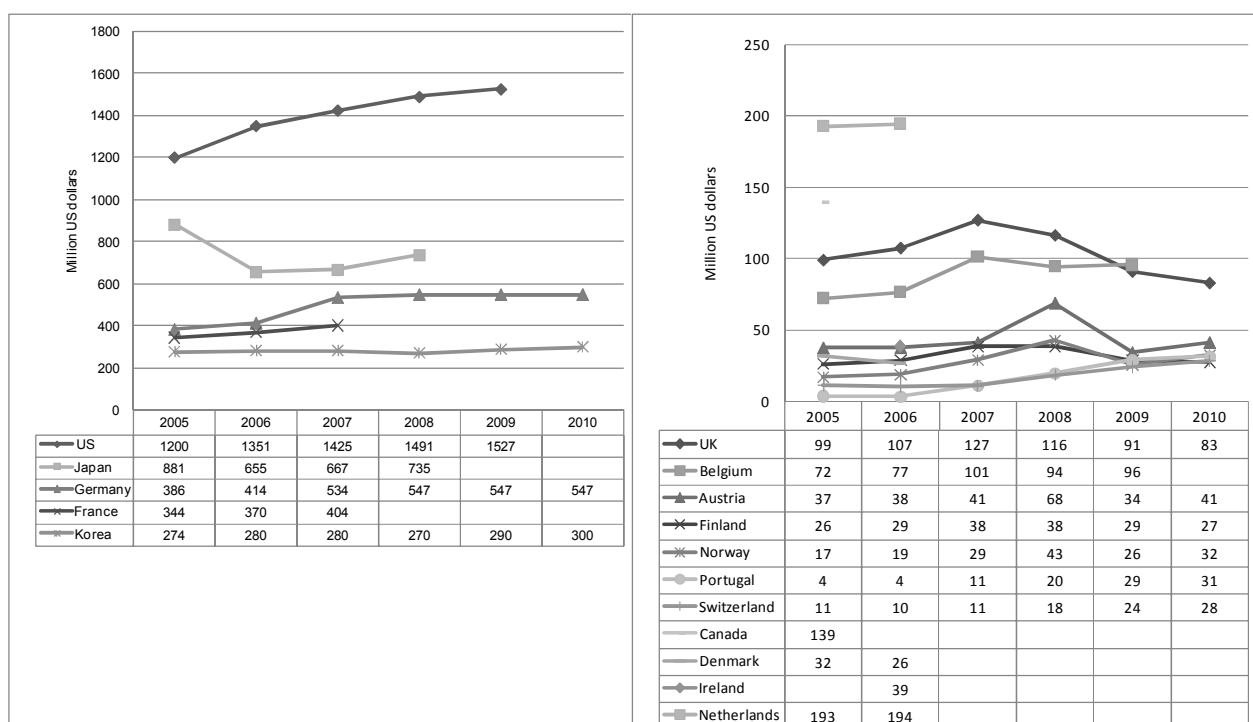 1800
1600
1400
1200
1000
800
600
400
200
0
Million US dollars
2005 2006 2007 2008 2009 2010
US 1200 1351 1425 1491 1527
Japan 881 655 667 735
Germany 386 414 534 547 547 547
France 344 370 404
Korea 274 280 280 270 290 300
250
200
150
100
50
0
Million US dollars
2005 2006 2007 2008 2009 2010
UK 99 107 127 116 91 83
Belgium 72 77 101 94 96
Austria 37 38 41 68 34 41
Finland 26 29 38 38 29 27
Norway 17 19 29 43 26 32
Portugal 4 4 11 20 29 31
Switzerland 11 10 11 18 24 28
Canada 139
Denmark 32 26
Ireland 39
Netherlands 193 194